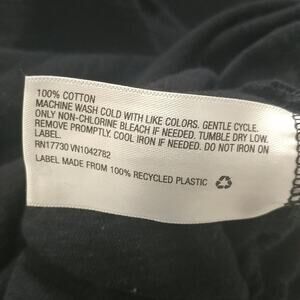 100% COTTON
MACHINE WASH COLD WITH LIKE COLORS. GENTLE CYCLE.
ONLY NON-CHLORINE BLEACH IF NEEDED. TUMBLE DRY LOW.
REMOVE PROMPTLY. COOL IRON IF NEEDED. DO NOT IRON ON
LABEL.
RN17730 VN1042782
LABEL MADE FROM 100% RECYCLED PLASTIC